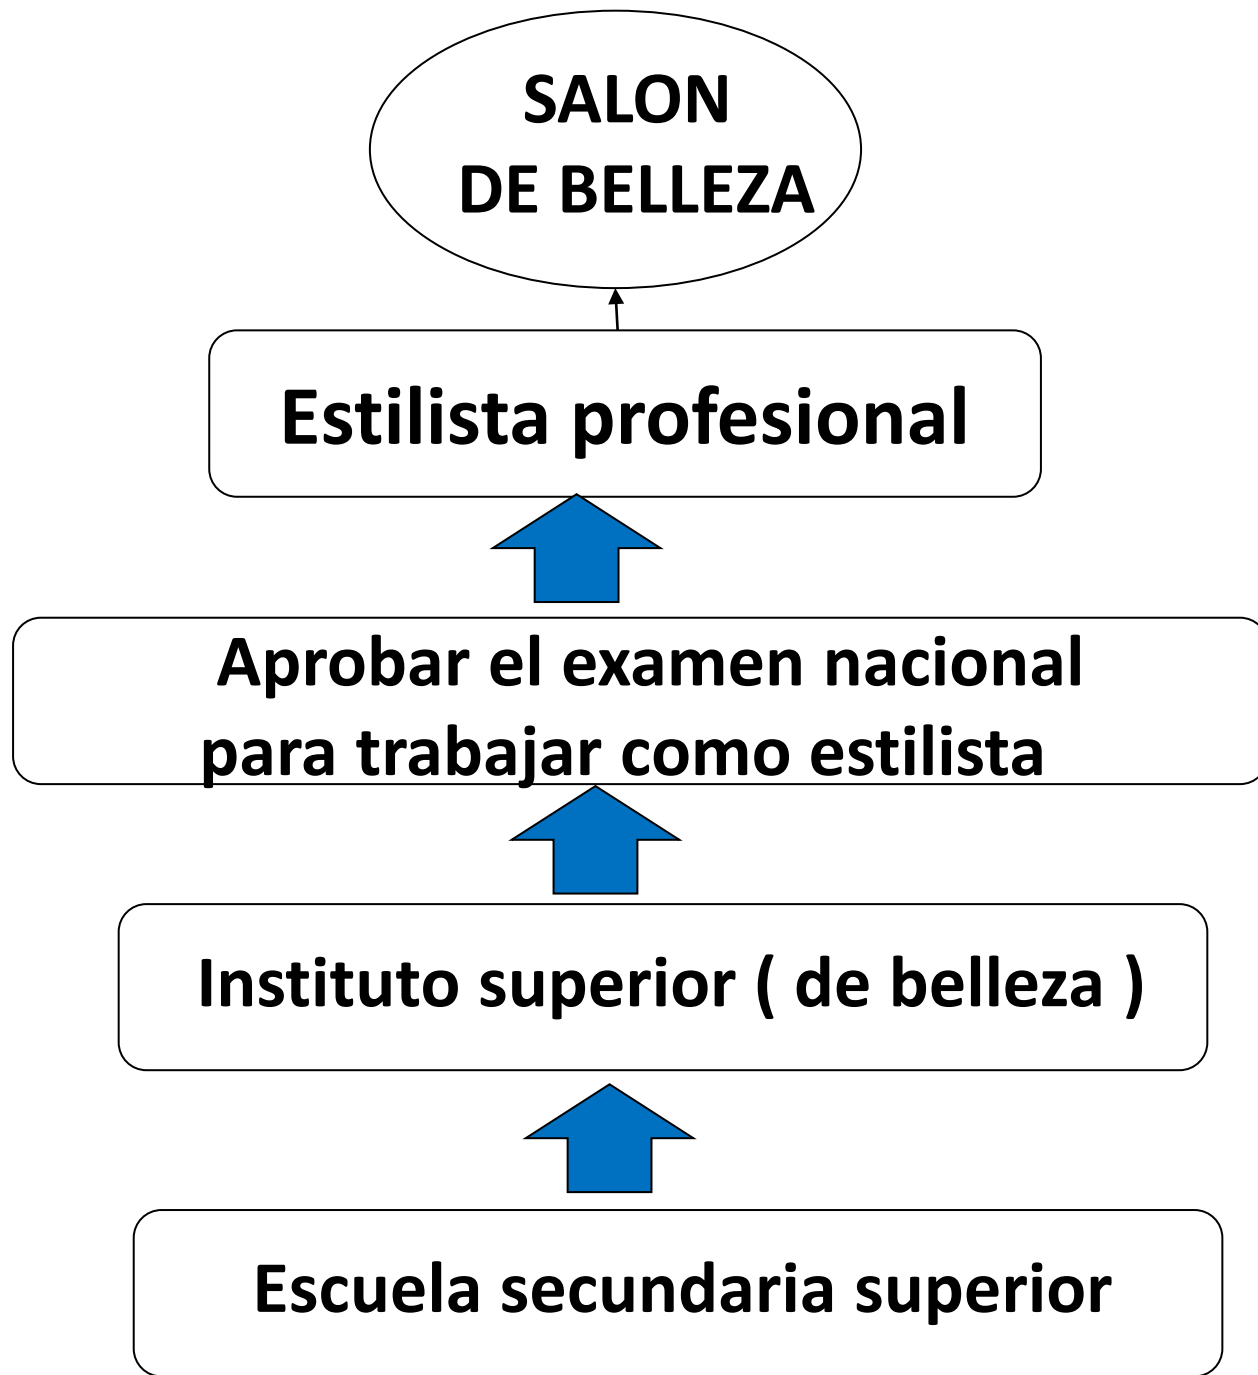 SALON
DE BELLEZA
Estilista profesional
Aprobar el examen nacional
para trabajar como estilista
Instituto superior ( de belleza )
Escuela secundaria superior